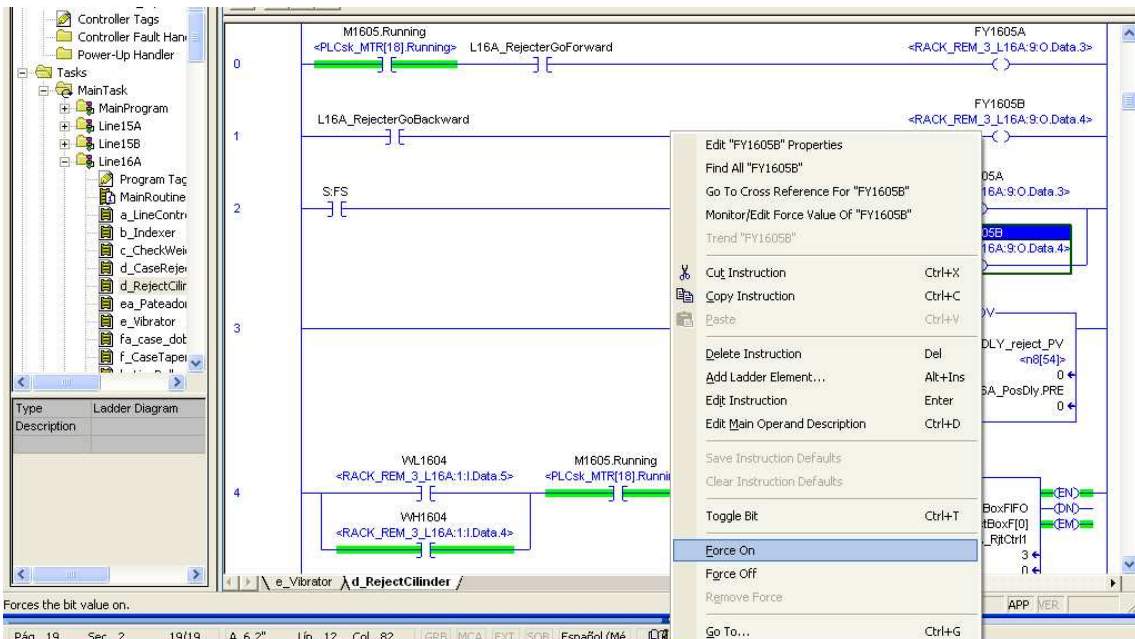 Controller Tags
Controller Fault Han
Power-Up Handler
Tasks
MainTask
MainProgram
Line15A
Line15B
Line16A
Program Tag
MainRoutine
a_LineContr
b_Indexer
c_CheckWei
d_CaseReje
d_RejectCilin
ea_Pateador
e_Vibrator
fa_case_dot
f_CaseTaper
Type Ladder Diagram
Description
M1605.Running
<PLCsk_MTR[18].Running>
L16A_RejecterGoForward
FY1605A
<RACK_REM_3_L16A:9:O.Data.3>
0
L16A_RejecterGoBackward
FY1605B
<RACK_REM_3_L16A:9:O.Data.4>
1
S:FS
05A
16A:9:O.Data.3>
2
05B
16A:9:O.Data.4>
3
OV
DLY_reject_PV
<n8[54]>
0
6A_PosDly.PRE
0
WL1604
<RACK_REM_3_L16A:1:I.Data.5>
M1605.Running
<PLCsk_MTR[18].Runni
4
WH1604
<RACK_REM_3_L16A:1:I.Data.4>
EN
BoxFIFO
DN
tBoxF[0]
EM
_RjtCtrl1
3
0
Edit "FY1605B" Properties
Find All "FY1605B"
Go To Cross Reference For "FY1605B"
Monitor/Edit Force Value Of "FY1605B"
Trend "FY1605B"
Cut Instruction Ctrl+X
Copy Instruction Ctrl+C
Paste Ctrl+V
Delete Instruction Del
Add Ladder Element... Alt+Ins
Edit Instruction Enter
Edit Main Operand Description Ctrl+D
Save Instruction Defaults
Clear Instruction Defaults
Toggle Bit Ctrl+T
Force On
Force Off
Remove Force
Go To... Ctrl+G
e_Vibrator d_RejectCilinder
Forces the bit value on.
APP VER
Pág. 19 Sec. 2 19/19 A 6.2" Lín. 12 Col. 82 GRB MCA EXT SOB Español (Mé